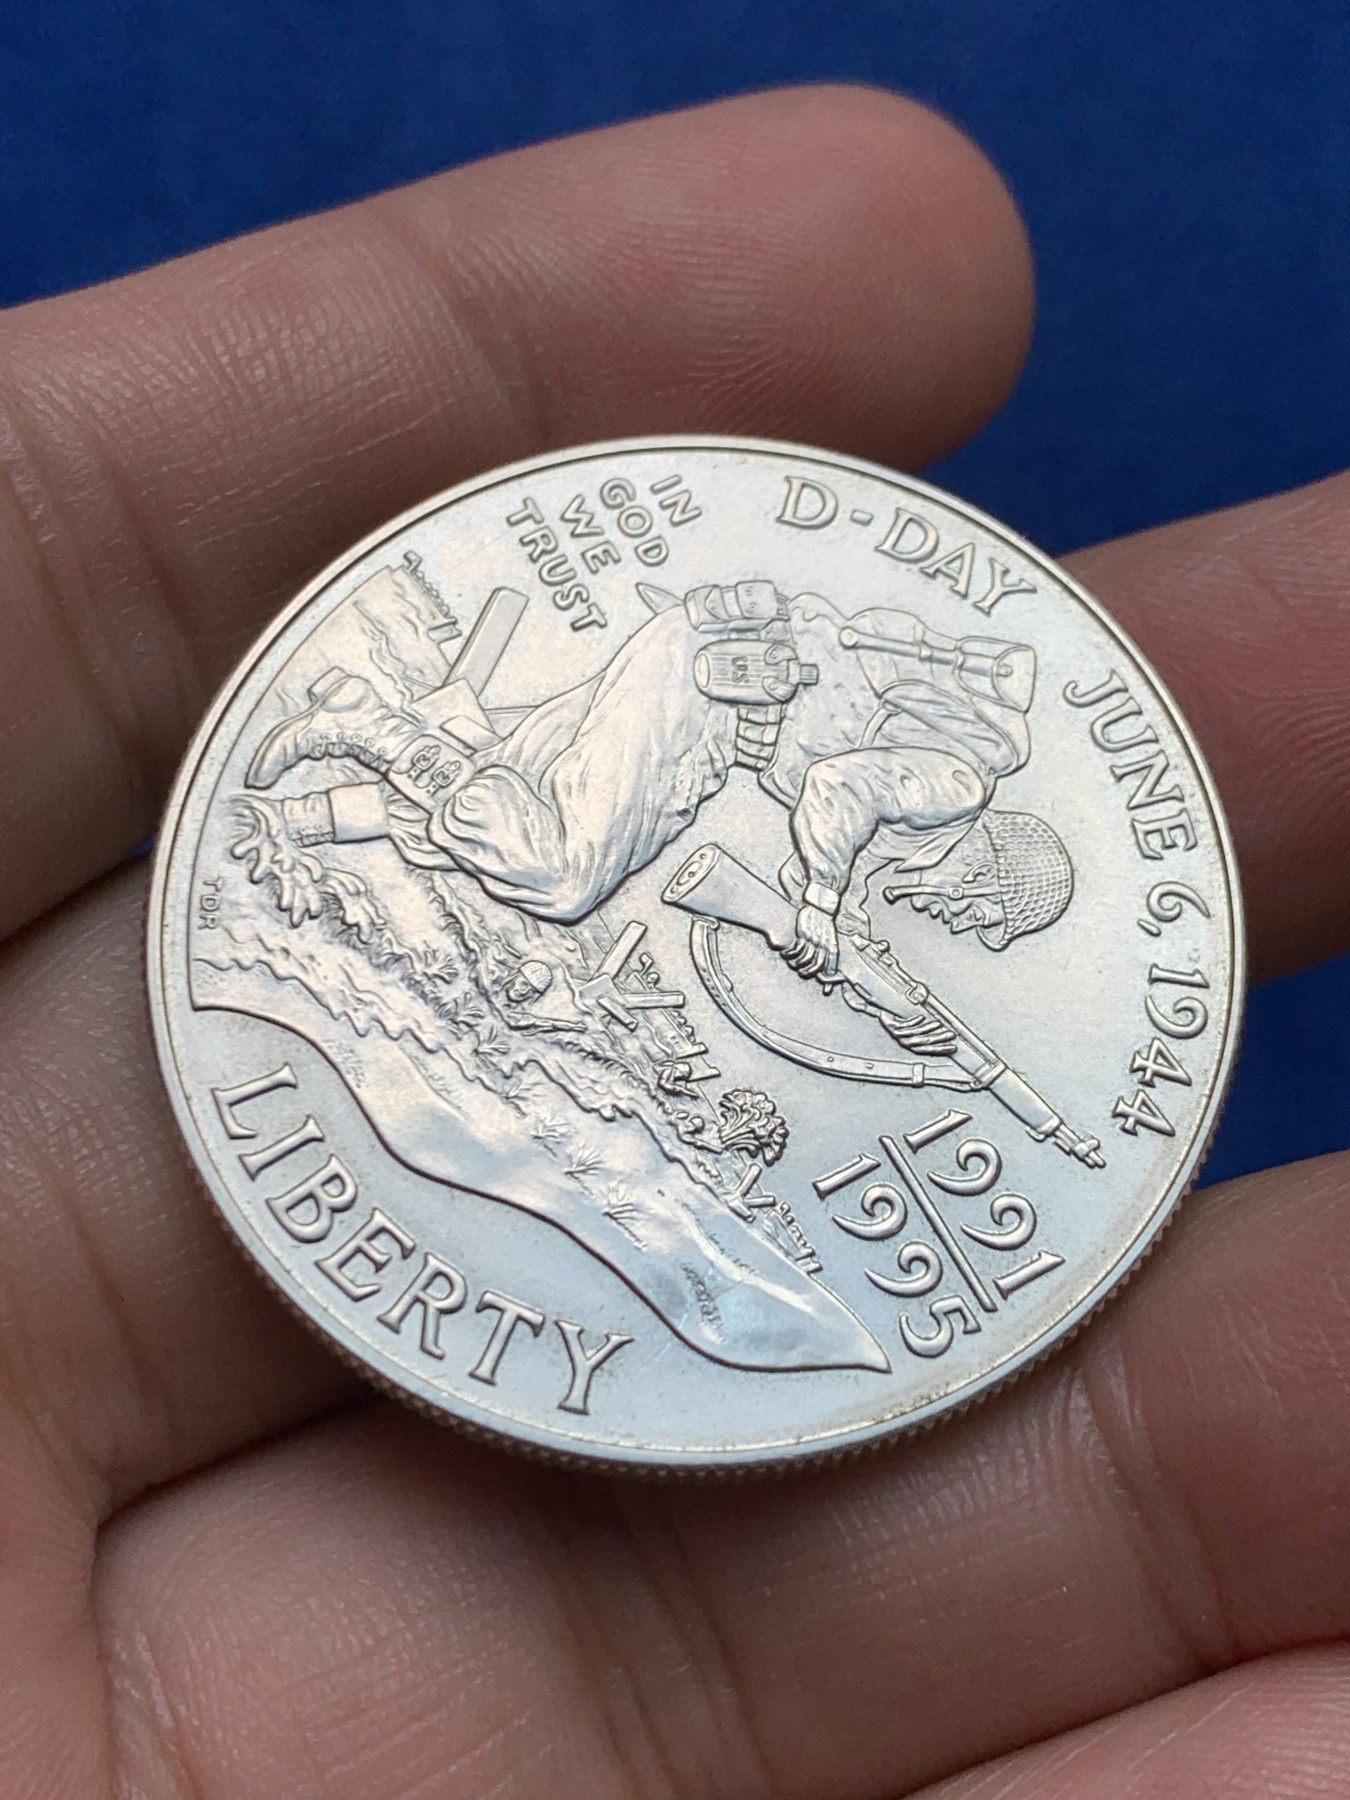 D-DAY JUNE 6, 1944
IN
GOD
WE
TRUST
US
TDR
1991
1995
LIBERTY